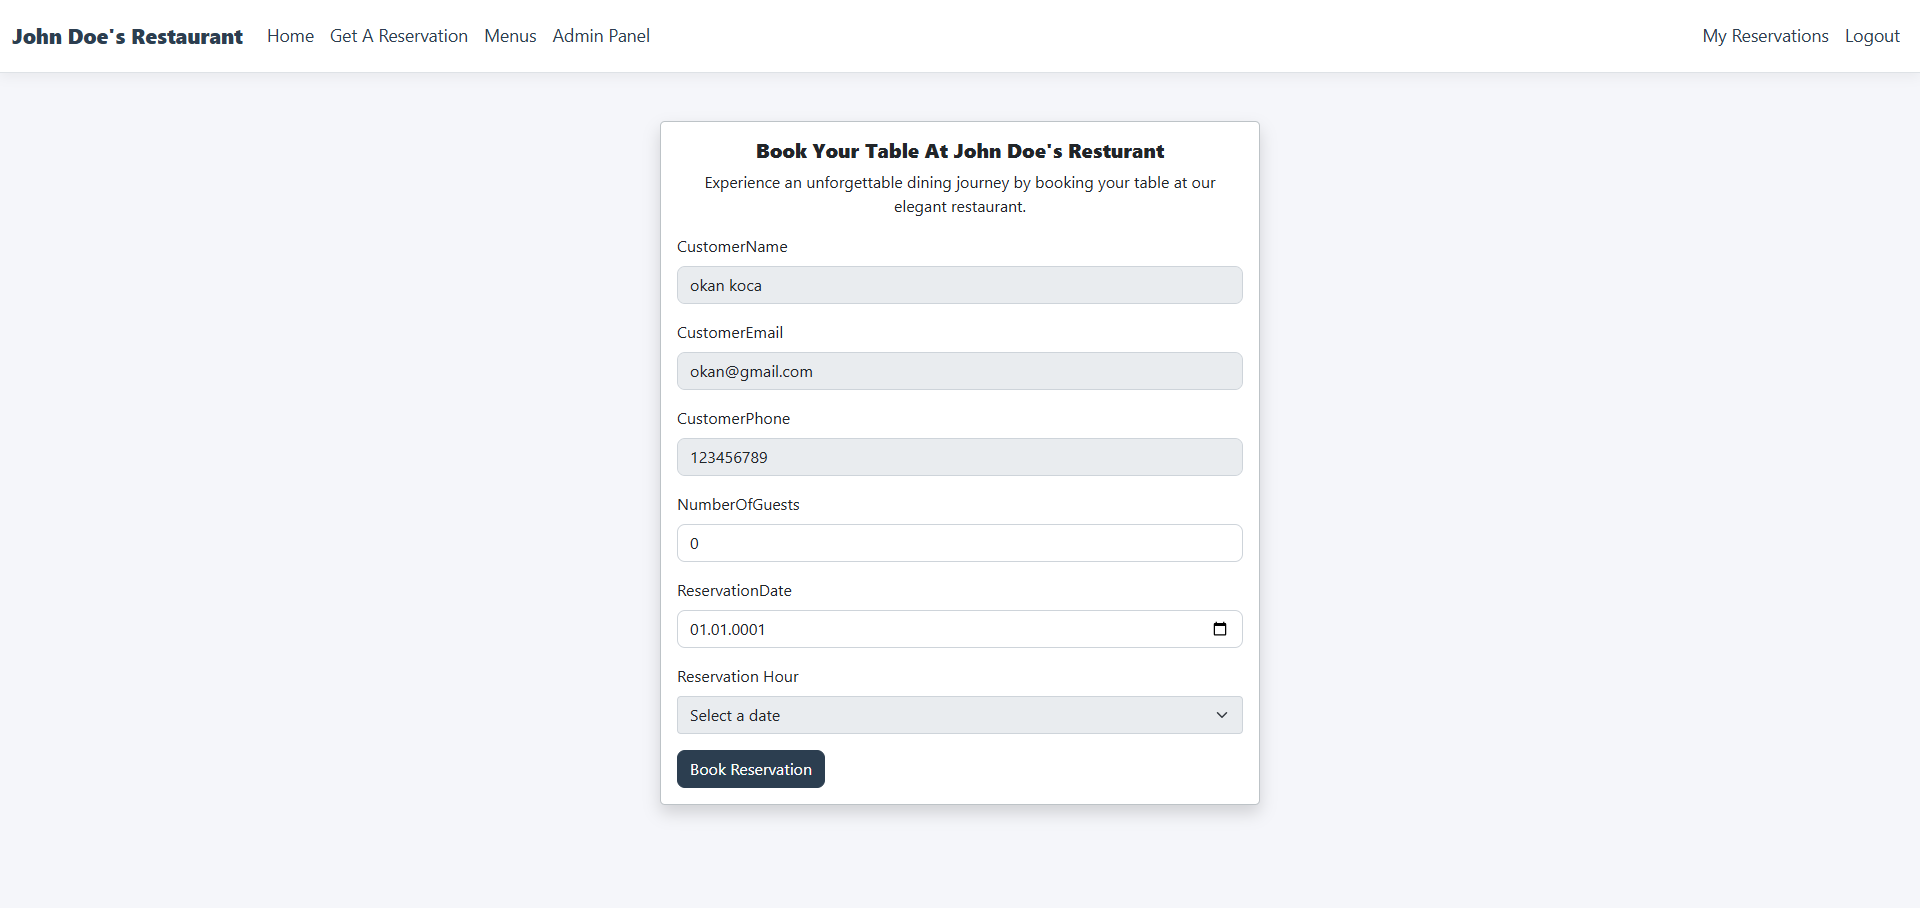 John Doe's Restaurant Home Get A Reservation Menus Admin Panel My Reservations Logout
Book Your Table At John Doe's Resturant
Experience an unforgettable dining journey by booking your table at our
elegant restaurant.
CustomerName
okan koca
CustomerEmail
okan@gmail.com
CustomerPhone
123456789
NumberOfGuests
0
ReservationDate
01.01.0001
Reservation Hour
Select a date
Book Reservation